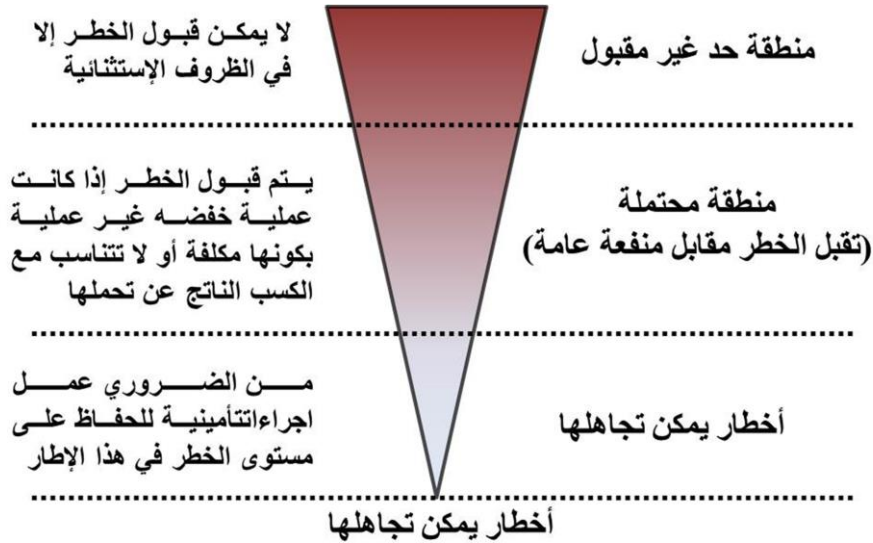 منطقة حد غير مقبول
لا يمكن قبول الخطر إلا
في الظروف الإستثنائية
منطقة محتملة
(تقبل الخطر مقابل منفعة عامة)
يتم قبول الخطر إذا كانت
عملية خفضه غير عملية
بكونها مكلفة أو لا تتناسب مع
الكسب الناتج عن تحملها
أخطار يمكن تجاهلها
من الضروري عمل
اجراءاتتأمينية للحفاظ على
مستوى الخطر في هذا الإطار
أخطار يمكن تجاهلها